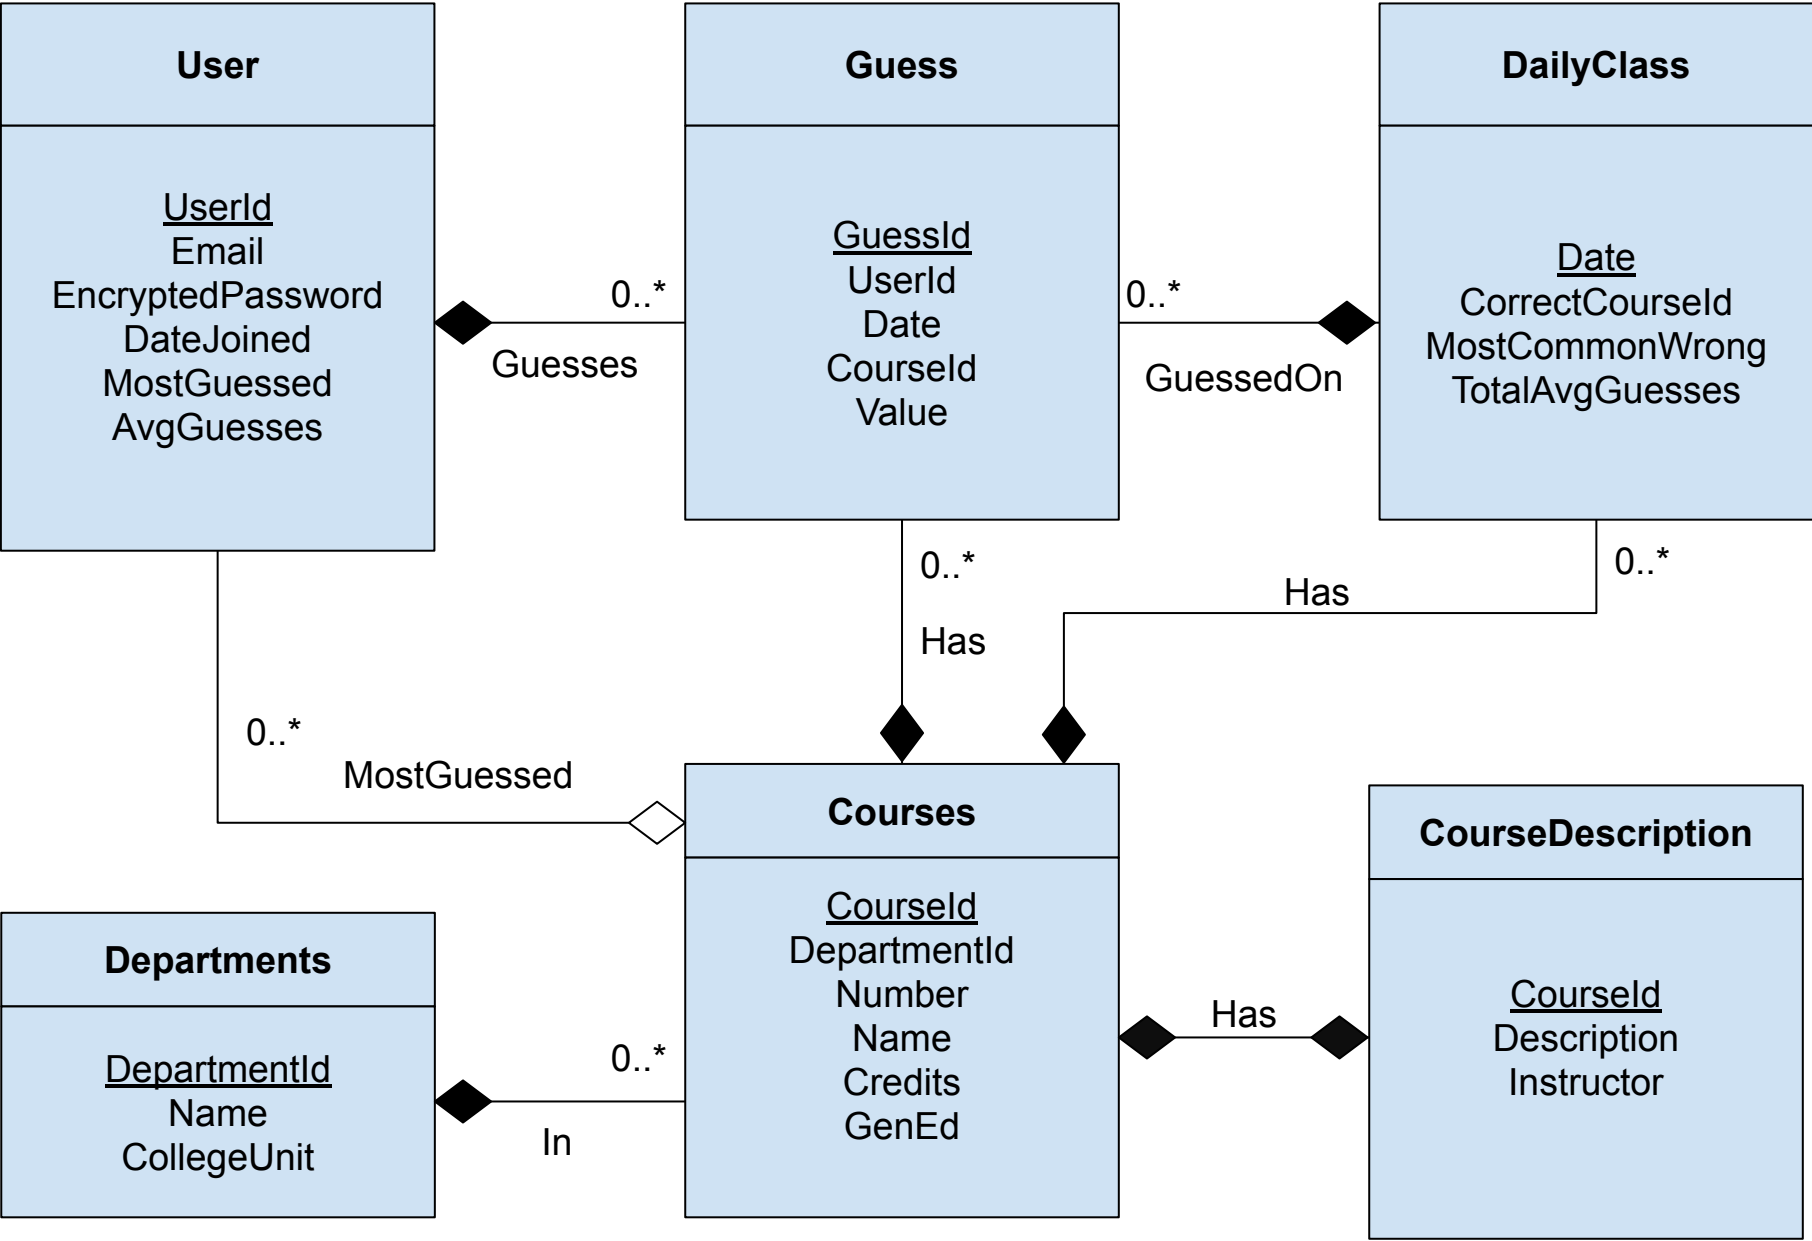 User
UserId
Email
EncryptedPassword
DateJoined
MostGuessed
AvgGuesses
0..*
Guesses
Guess
GuessId
UserId
Date
CourseId
Value
0..*
GuessedOn
DailyClass
Date
CorrectCourseId
MostCommonWrong
TotalAvgGuesses
0..*
Has
0..*
Has
0..*
MostGuessed
Departments
DepartmentId
Name
CollegeUnit
0..*
In
Courses
CourseId
DepartmentId
Number
Name
Credits
GenEd
Has
CourseDescription
CourseId
Description
Instructor